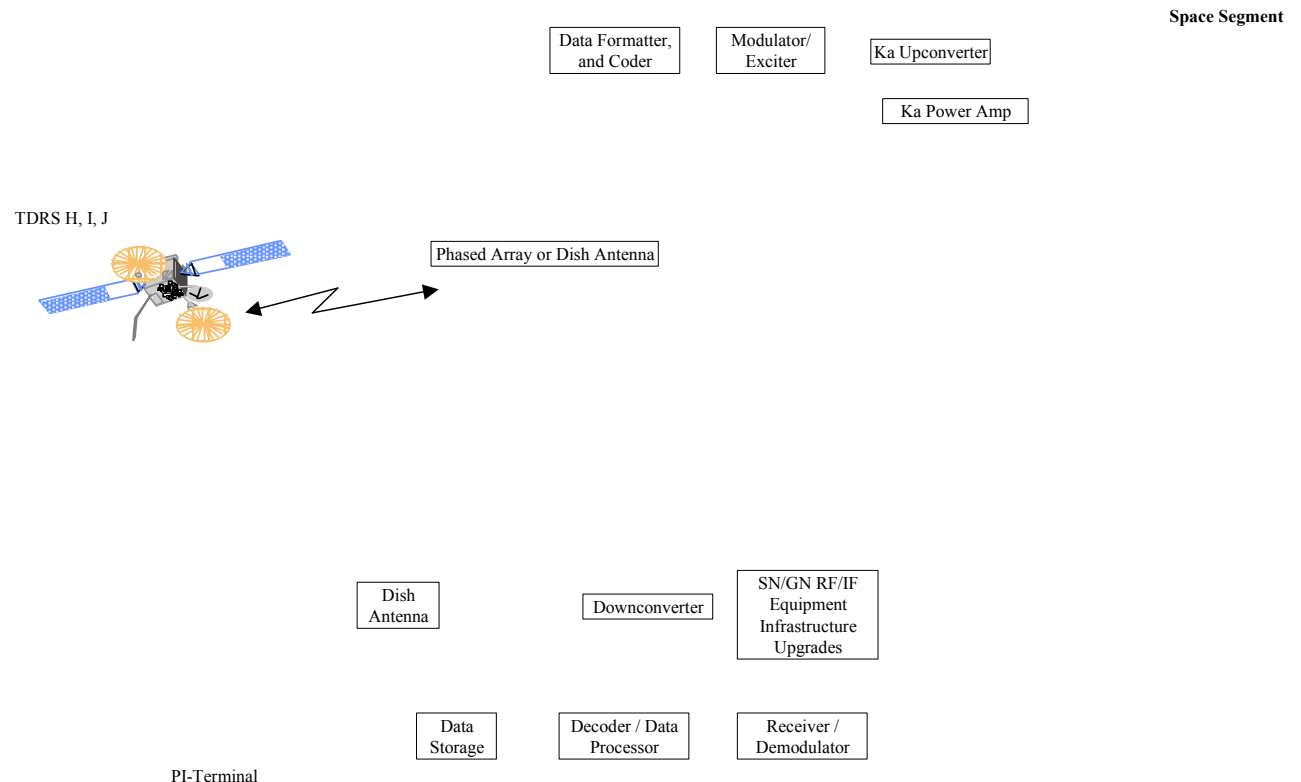 Space Segment
Data Formatter,
and Coder
Modulator/
Exciter
Ka Upconverter
Ka Power Amp
TDRS H, I, J
Phased Array or Dish Antenna
Dish
Antenna
Downconverter
SN/GN RF/IF
Equipment
Infrastructure
Upgrades
Data
Storage
Decoder / Data
Processor
Receiver /
Demodulator
PI-Terminal